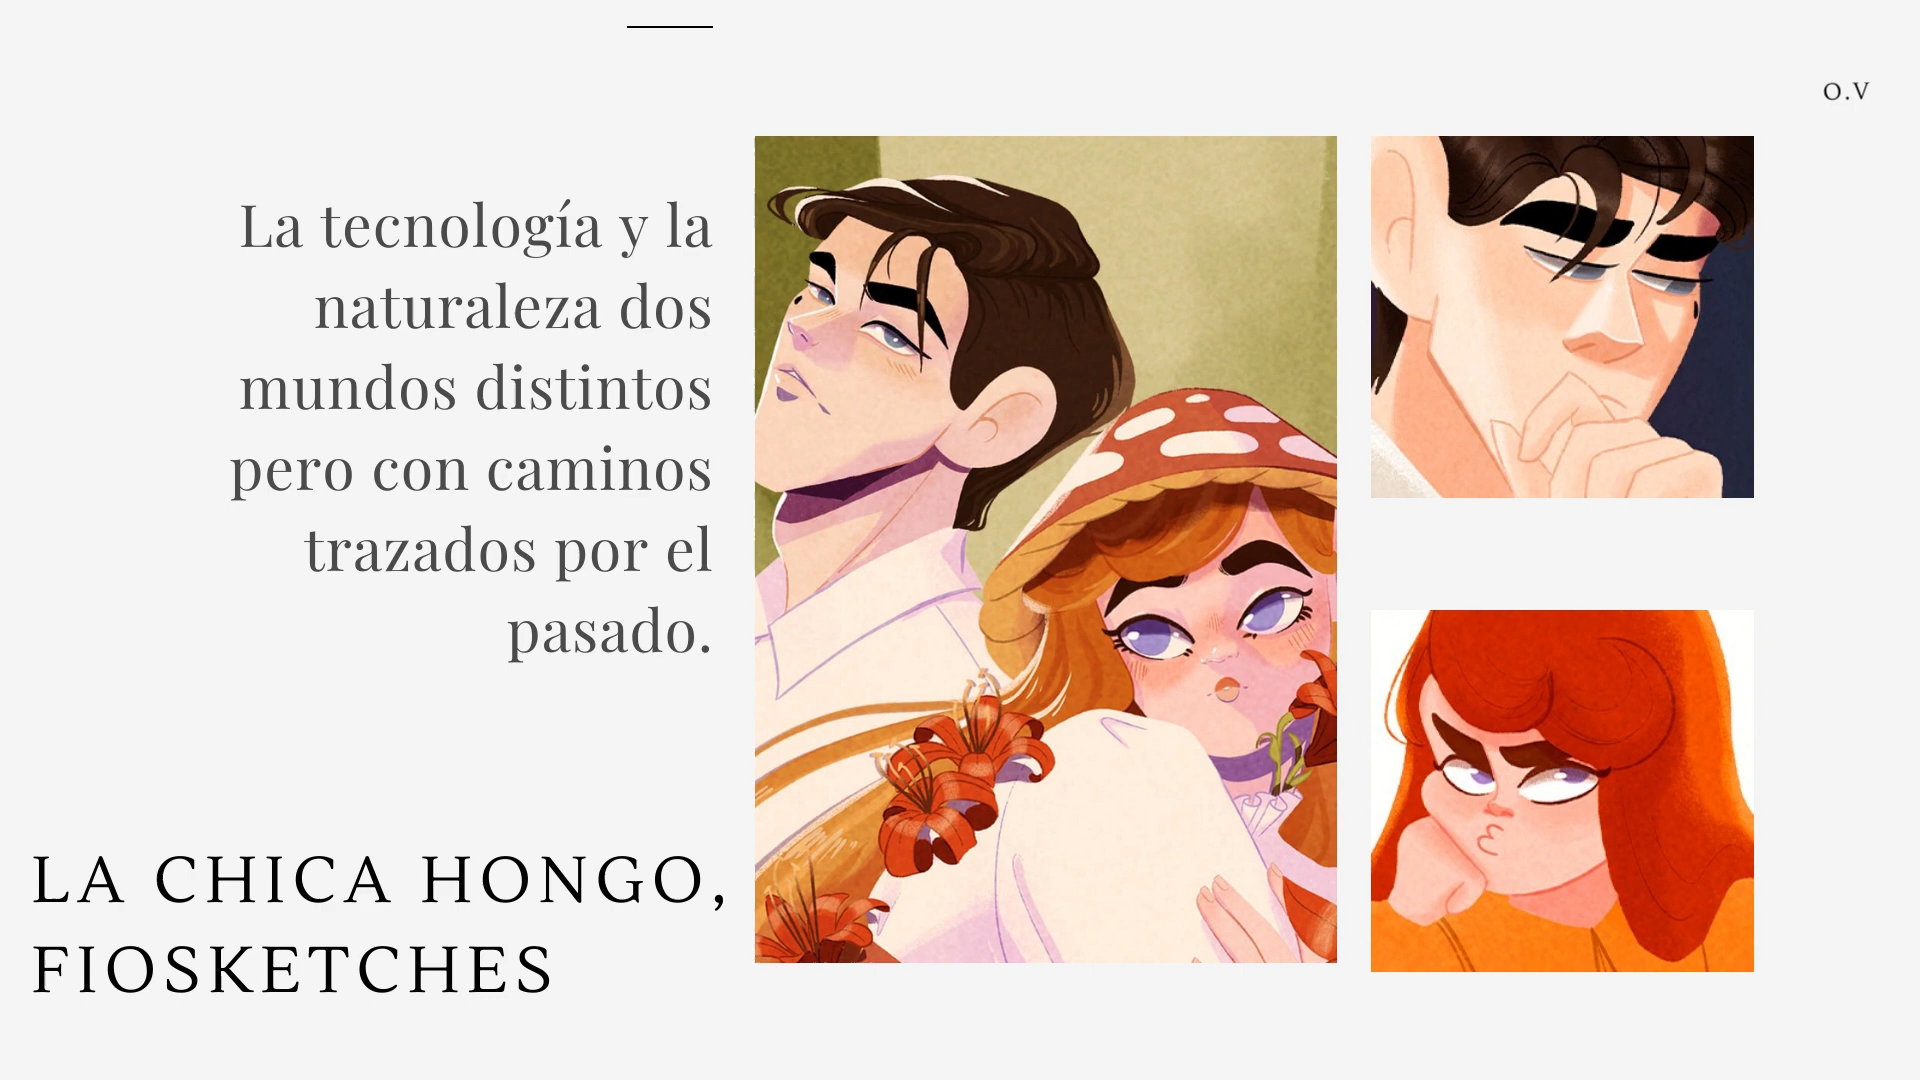 O.V
La tecnología y la
naturaleza dos
mundos distintos
pero con caminos
trazados por el
pasado.
LA CHICA HONGO,
FIOSKETCHES